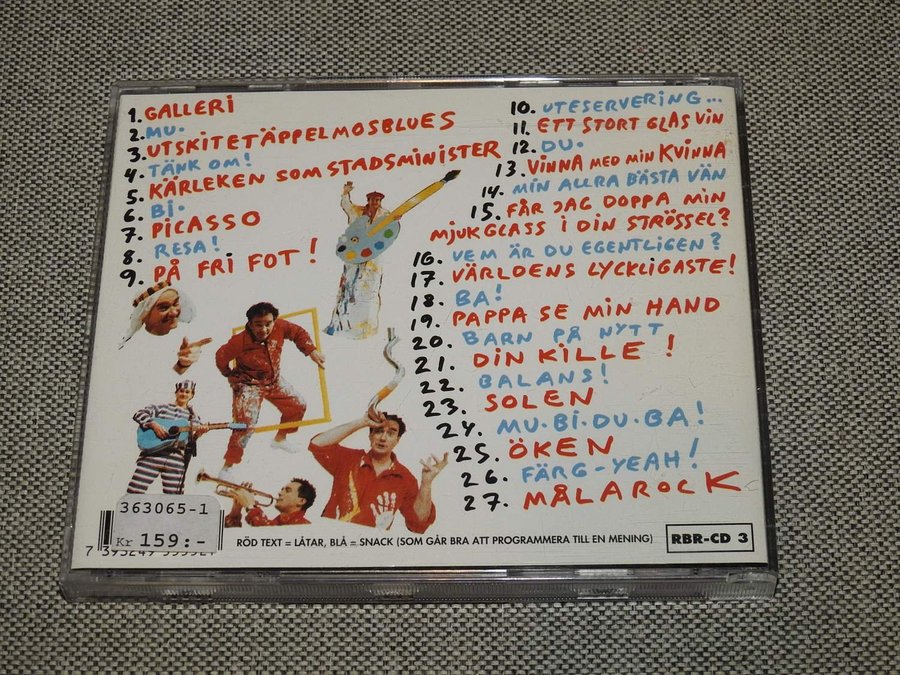 1. GALLERI
2. MU.
3. UTSKITETÄPPELMOSBLUES
4. TÄNK OM!
5. KÄRLEKEN SOM STADSMINISTER
6. BI.
7. PICASSO
8. RESA!
9. PÅ FRI FOT!
10. UTESERVERING...
11. ETT STORT GLAS VIN
12. DU.
13. VINNA MED MIN KVINNA
14. MIN ALLRA BÄSTA VÄN
15. FÅR JAG DOPPA MIN
MJUKGLASS I DIN STRÖSSEL?
16. VEM ÄR DU EGENTLIGEN?
17. VÄRLDENS LYCKLIGASTE!
18. BA!
19. PAPPA SE MIN HAND
20. BARN PÅ NYTT
21. DIN KILLE!
22. BALANS!
23. SOLEN
24. MU·BI·DU·BA!
25. ÖKEN
26. FÄRG-YEAH!
27. MÅLAROCK
363065-1
Kr 159:-
RÖD TEXT = LÅTAR, BLÅ = SNACK (SOM GÅR BRA ATT PROGRAMMERA TILL EN MENING)
RBR-CD 3